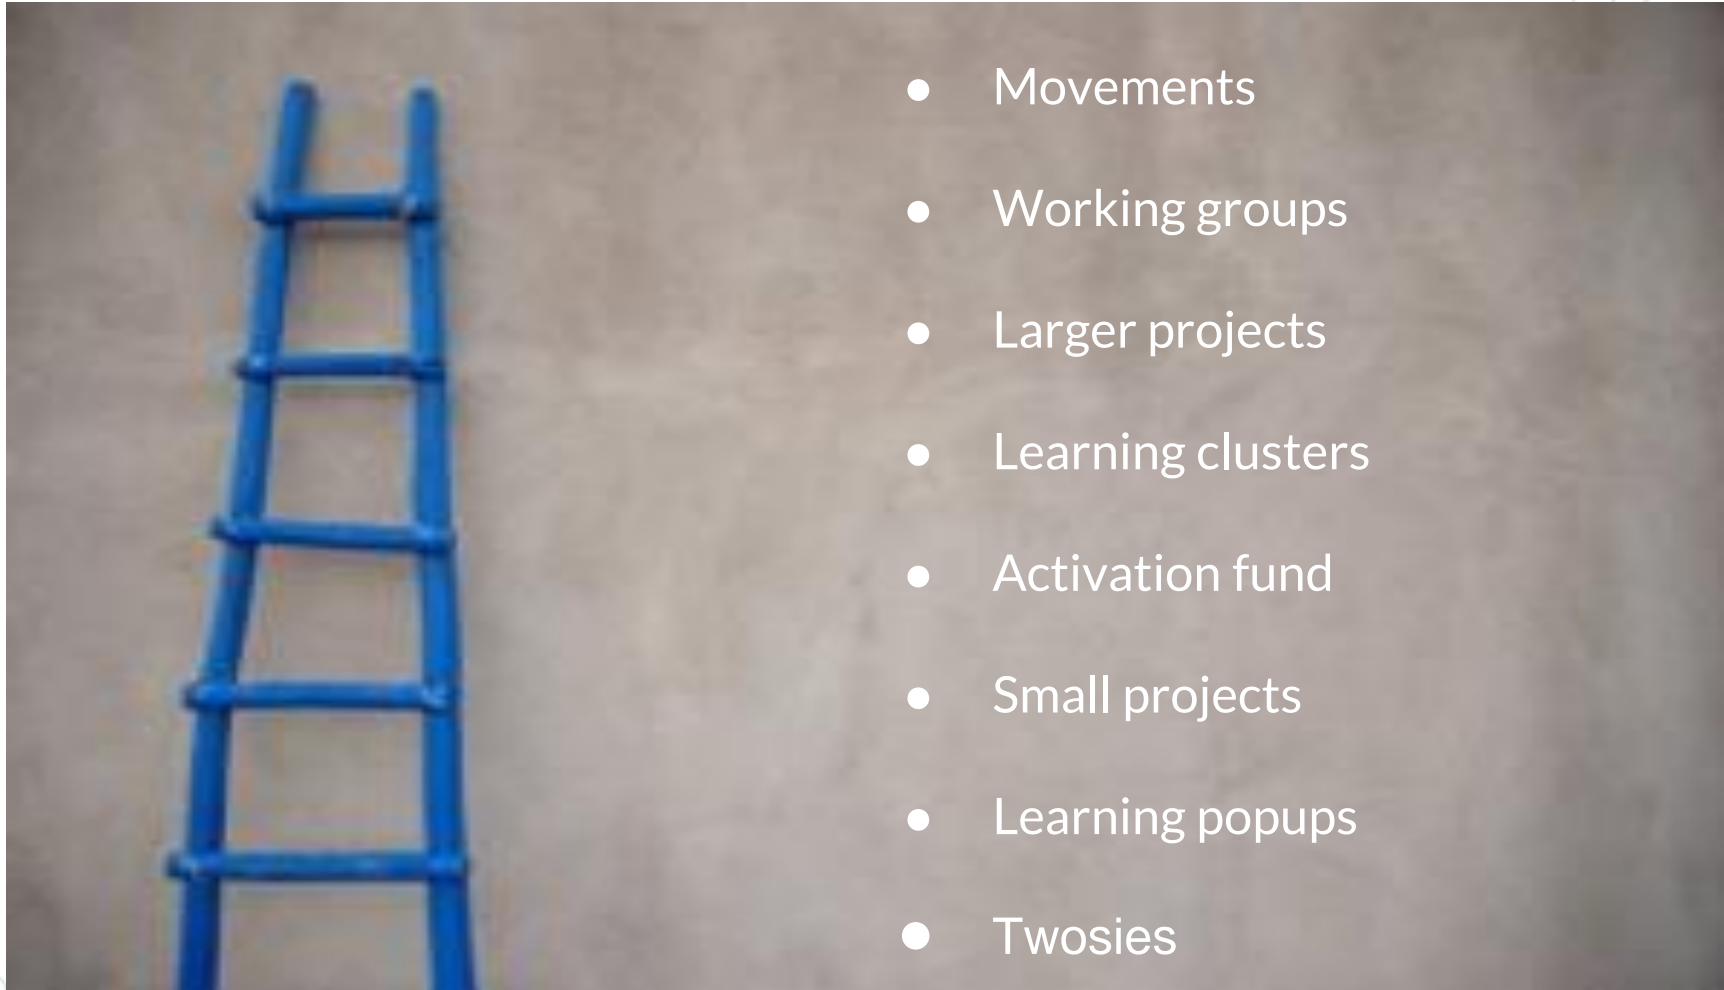 ● Movements
● Working groups
● Larger projects
● Learning clusters
● Activation fund
● Small projects
● Learning popups
● Twosies